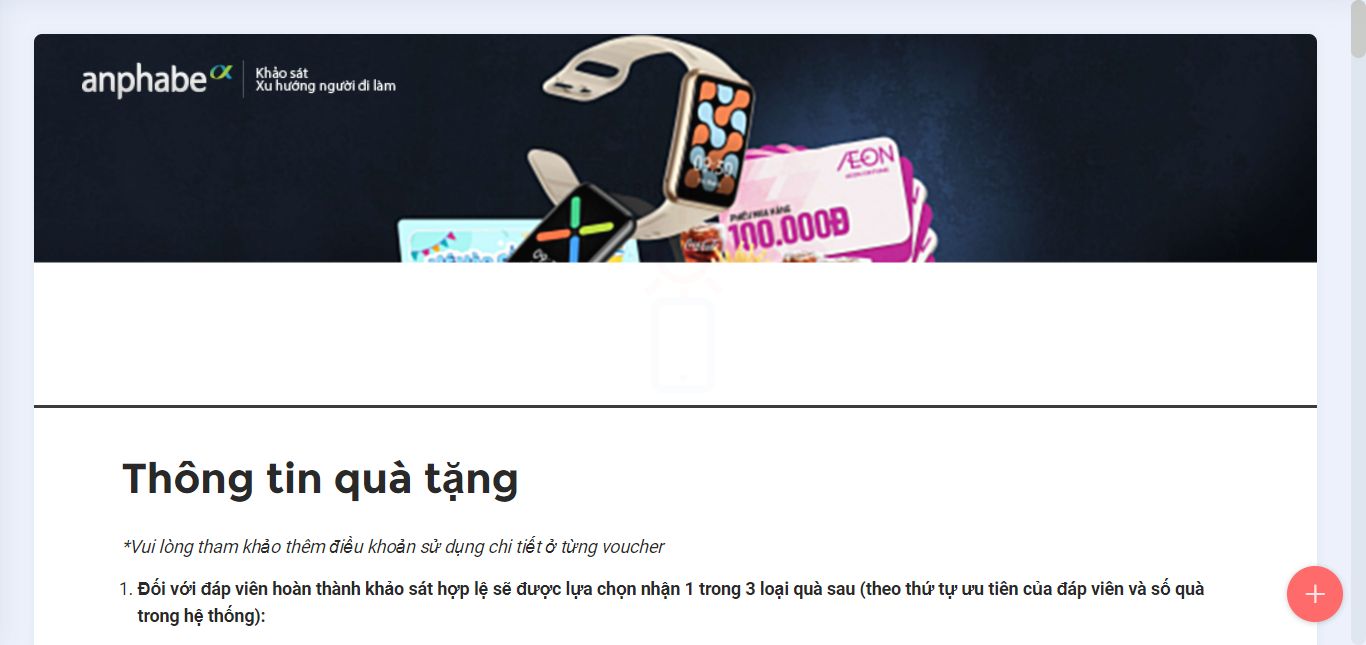 anphabe
Khảo sát
Xu hướng người đi làm
ÆON
PHIẾU MUA HÀNG
100.000Đ
Thông tin quà tặng
*Vui lòng tham khảo thêm điều khoản sử dụng chi tiết ở từng voucher
1. Đối với đáp viên hoàn thành khảo sát hợp lệ sẽ được lựa chọn nhận 1 trong 3 loại quà sau (theo thứ tự ưu tiên của đáp viên và số quà
trong hệ thống):